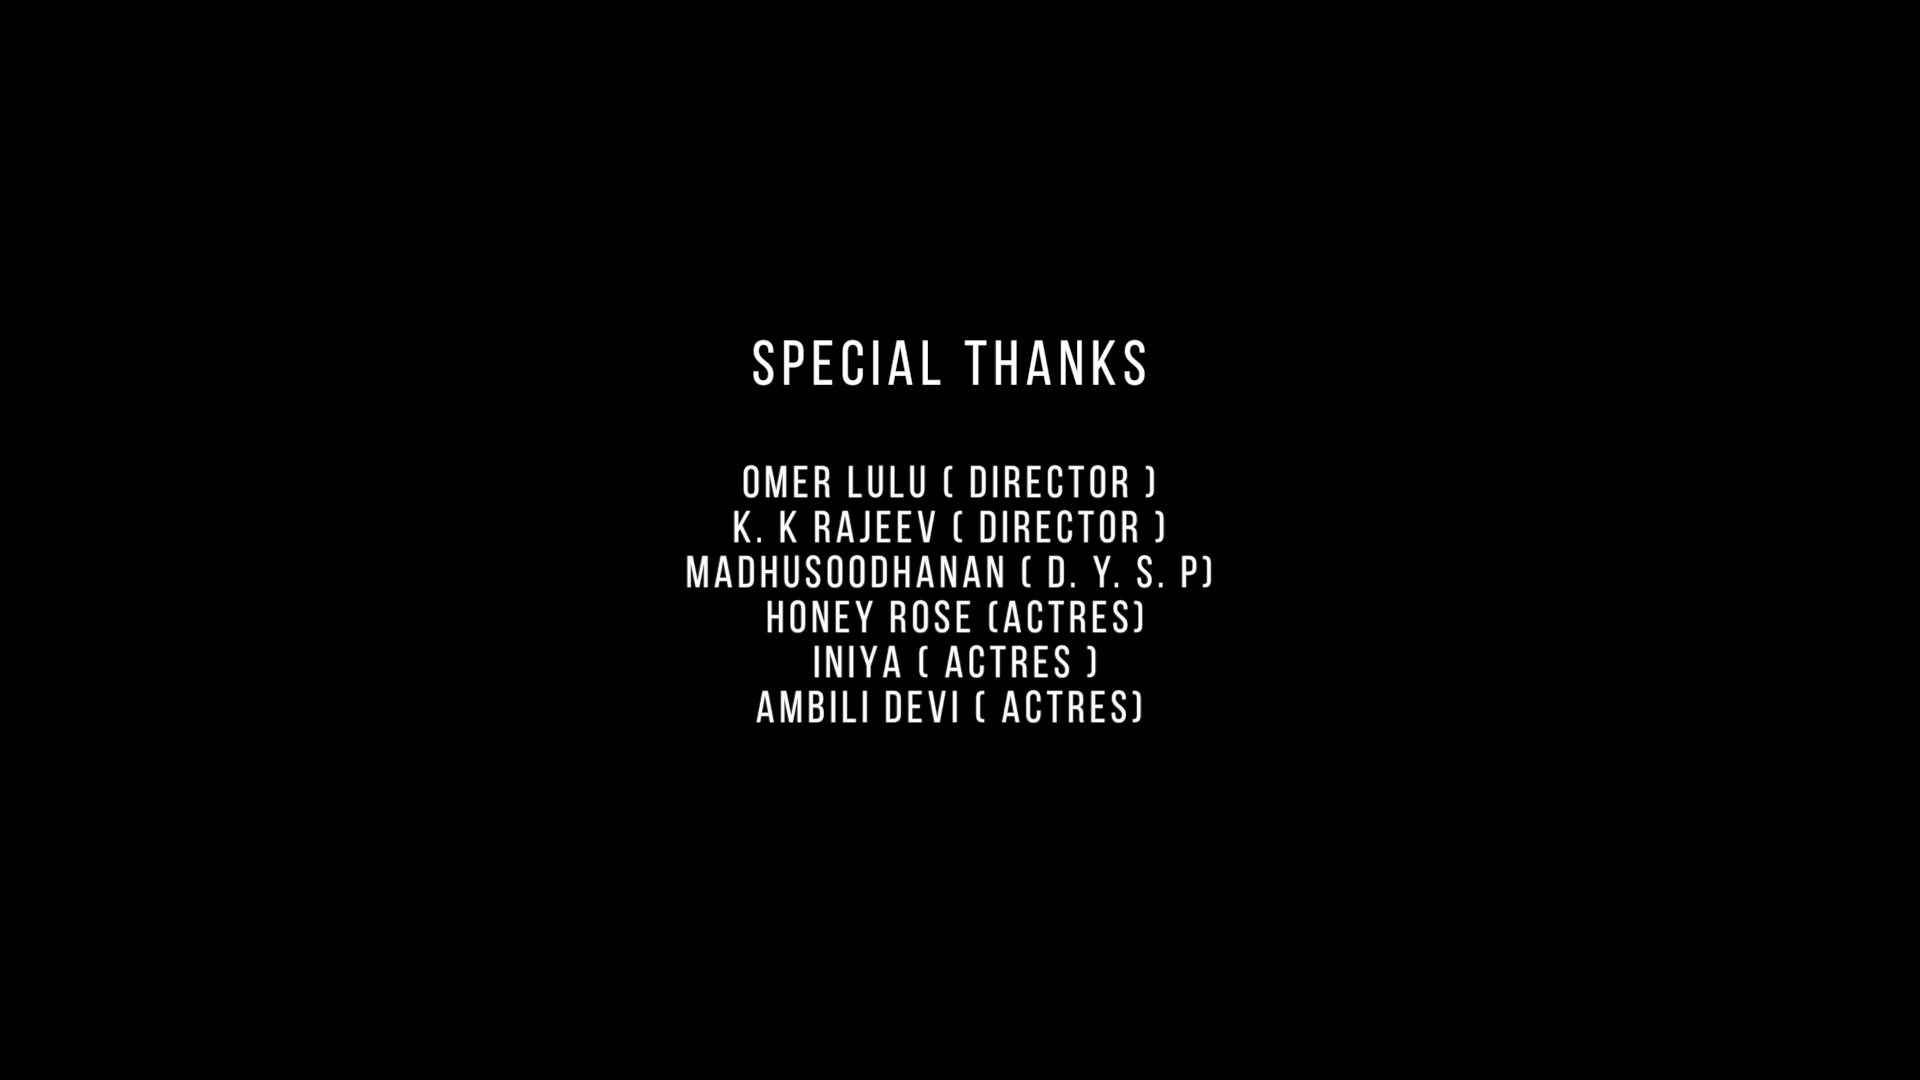 SPECIAL THANKS
OMER LULU ( DIRECTOR )
K. K RAJEEV ( DIRECTOR )
MADHUSOODHANAN ( D. Y. S. P)
HONEY ROSE (ACTRES)
INIYA ( ACTRES )
AMBILI DEVI ( ACTRES)